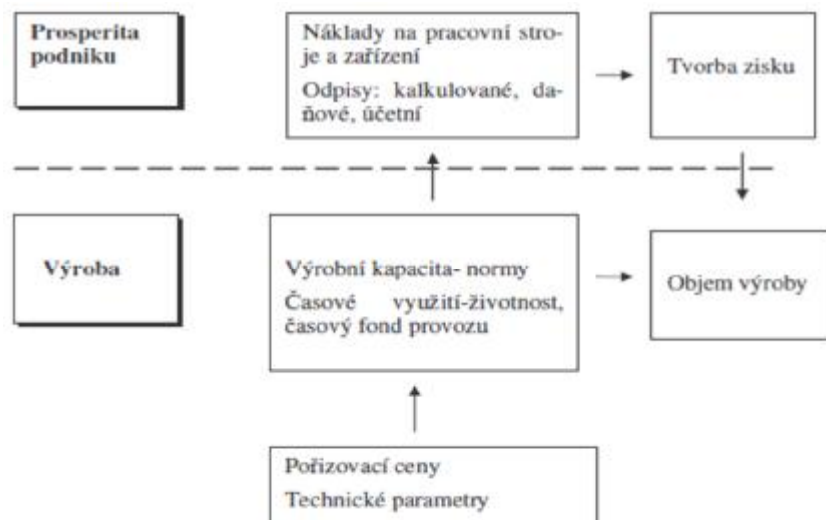 Prosperita
podniku
Náklady na pracovní stro-
je a zařízení
Odpisy: kalkulované, da-
ňové, účetní
Tvorba zisku
Výroba
Výrobní kapacita- normy
Časové využití-životnost,
časový fond provozu
Objem výroby
Pořizovací ceny
Technické parametry